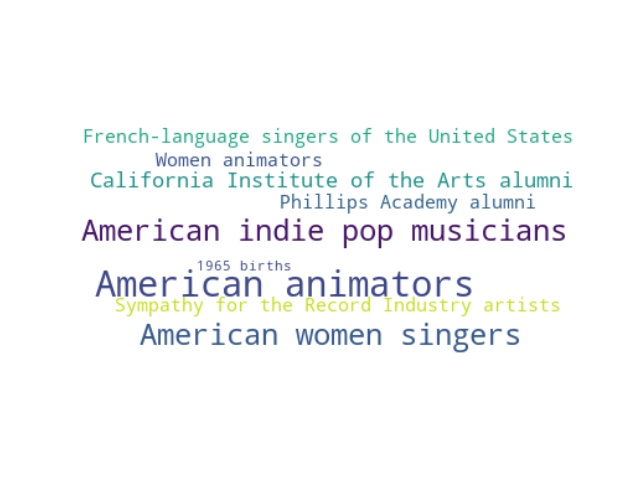 French-language singers of the United States
Women animators
California Institute of the Arts alumni
Phillips Academy alumni
American indie pop musicians
1965 births
American animators
Sympathy for the Record Industry artists
American women singers